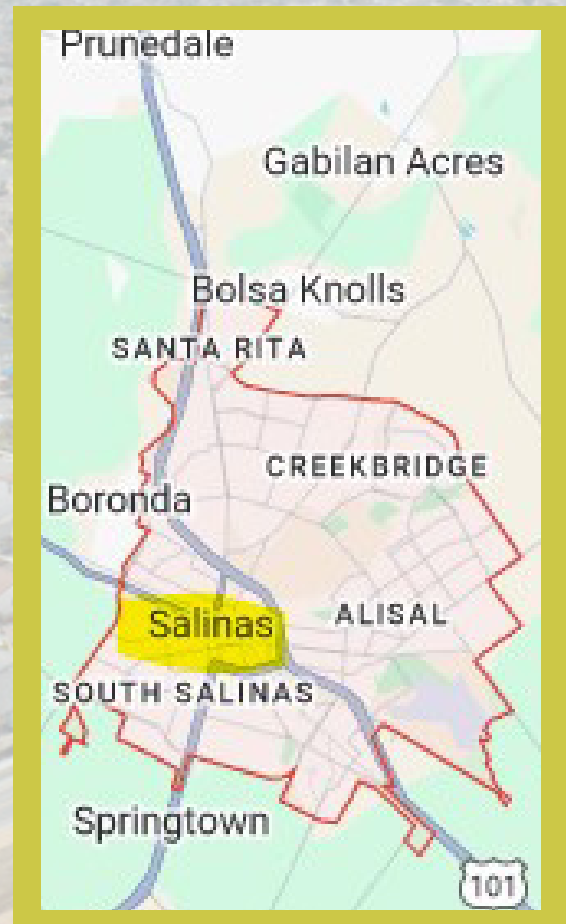 Prunedale
Gabilan Acres
Bolsa Knolls
SANTA RITA
CREEKBRIDGE
Boronda
Salinas
ALISAL
SOUTH SALINAS
Springtown
101